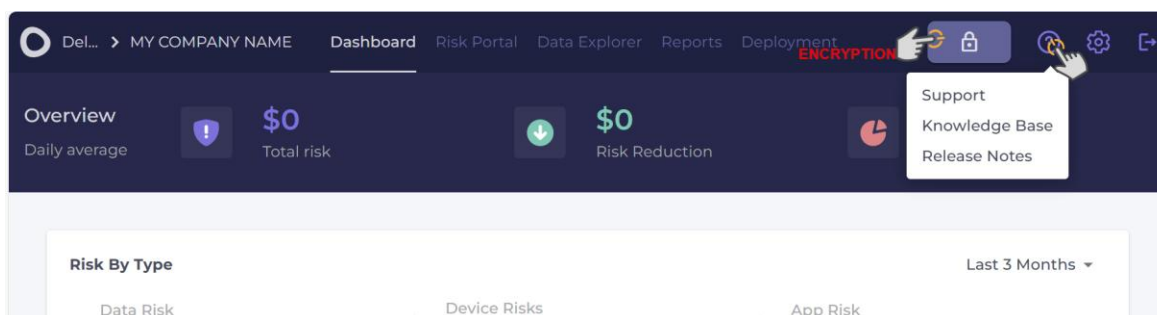 Del... > MY COMPANY NAME Dashboard Risk Portal Data Explorer Reports Deployment
ENCRYPTION
Support
Knowledge Base
Release Notes
Overview
Daily average
$0
Total risk
$0
Risk Reduction
Risk By Type
Last 3 Months
Data Risk
Device Risks
App Risk